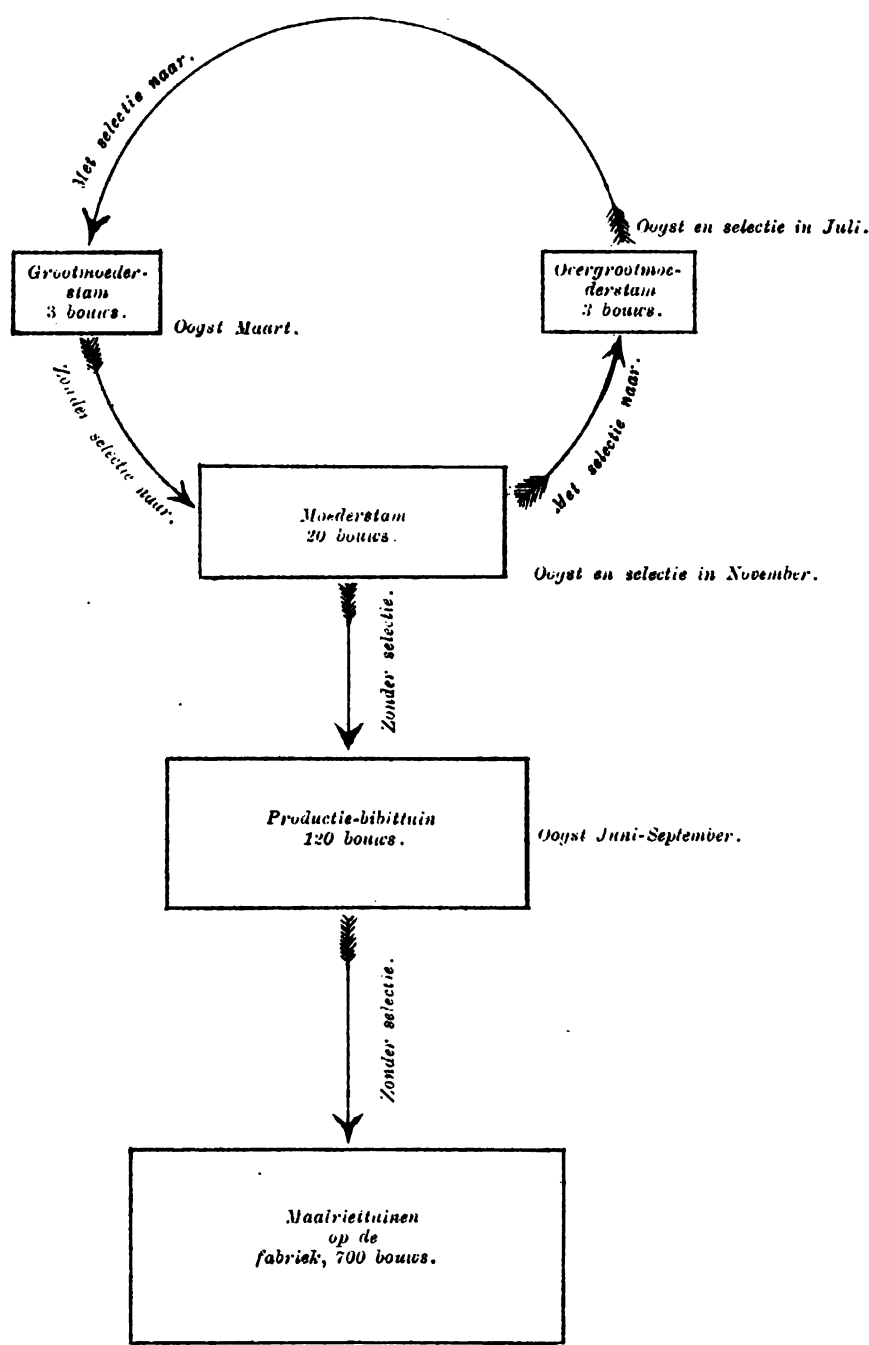 Met selectie naar.
Oogst en selectie in Juli.
Grootmoeder-
stam
3 bouws.
Overgrootmoe-
derstam
3 bouws.
Oogst Maart.
Zonder selectie naar.
Met selectie naar.
Moederstam
20 bouws.
Oogst en selectie in November.
Zonder selectie.
Productie-bibittuin
120 bouws.
Oogst Juni-September.
Zonder selectie.
Maalriettuinen
op de
fabriek, 700 bouws.